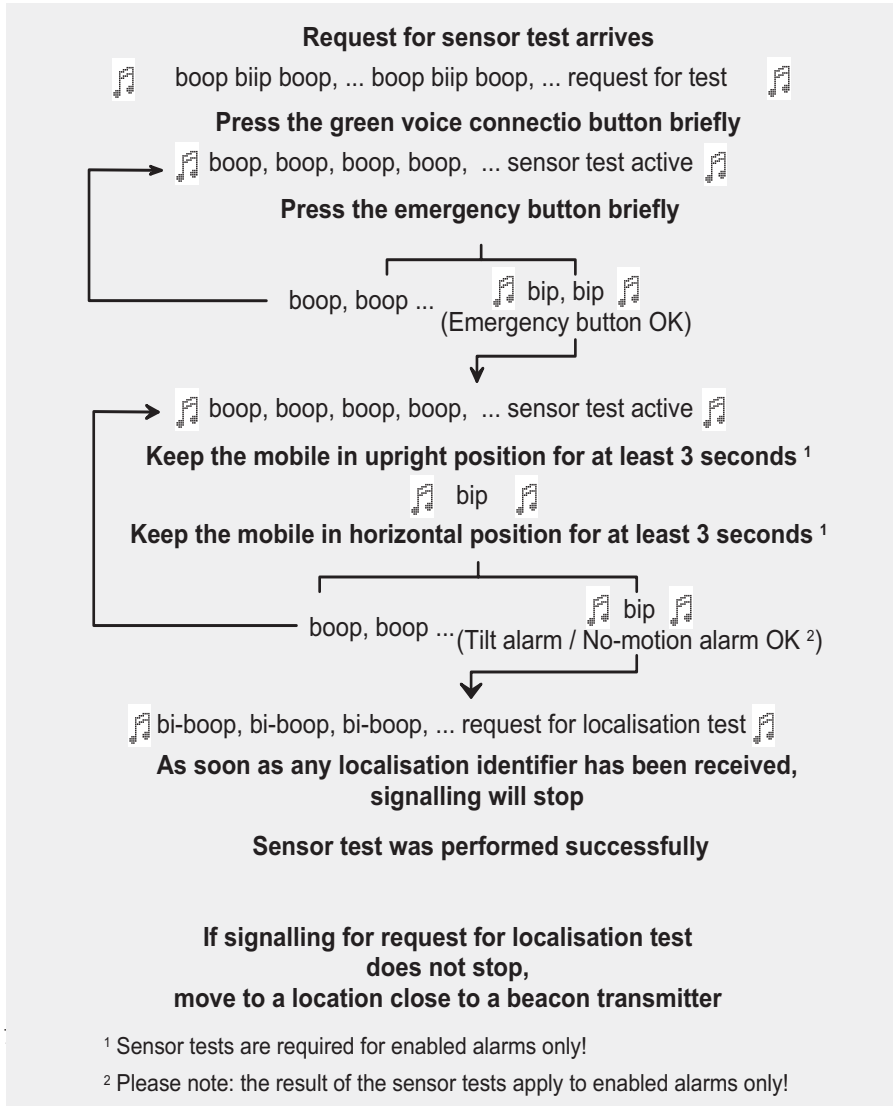 Request for sensor test arrives
boop biip boop, ... boop biip boop, ... request for test
Press the green voice connectio button briefly
boop, boop, boop, boop, ... sensor test active
Press the emergency button briefly
boop, boop ... bip, bip
(Emergency button OK)
boop, boop, boop, boop, ... sensor test active
Keep the mobile in upright position for at least 3 seconds ¹
bip
Keep the mobile in horizontal position for at least 3 seconds ¹
bip
boop, boop ... (Tilt alarm / No-motion alarm OK ²)
bi-boop, bi-boop, bi-boop, ... request for localisation test
As soon as any localisation identifier has been received,
signalling will stop
Sensor test was performed successfully
If signalling for request for localisation test
does not stop,
move to a location close to a beacon transmitter
¹ Sensor tests are required for enabled alarms only!
² Please note: the result of the sensor tests apply to enabled alarms only!